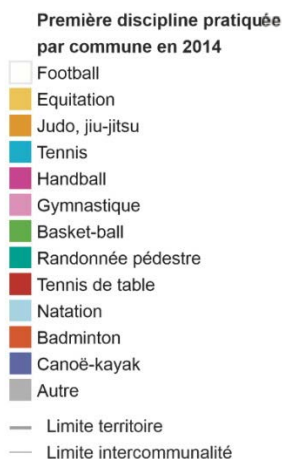 Première discipline pratiquée
par commune en 2014
Football
Equitation
Judo, jiu-jitsu
Tennis
Handball
Gymnastique
Basket-ball
Randonnée pédestre
Tennis de table
Natation
Badminton
Canoë-kayak
Autre
Limite territoire
Limite intercommunalité